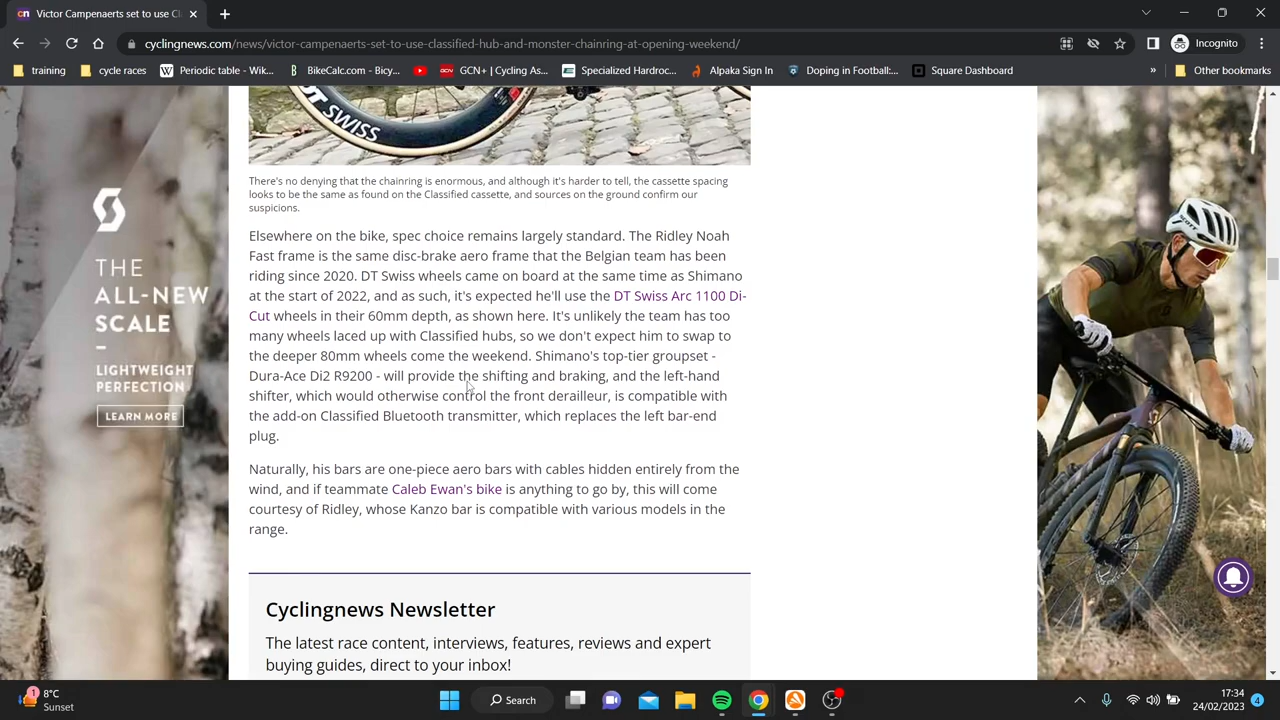 Victor Campenaerts set to use Cl
cyclingnews.com/news/victor-campenaerts-set-to-use-classified-hub-and-monster-chainring-at-opening-weekend/
Incognito
training
cycle races
Periodic table - Wik...
BikeCalc.com - Bicy...
GCN+ | Cycling As...
Specialized Hardroc...
Alpaka Sign In
Doping in Football:...
Square Dashboard
»
Other bookmarks
DT SWISS
There's no denying that the chainring is enormous, and although it's harder to tell, the cassette spacing
looks to be the same as found on the Classified cassette, and sources on the ground confirm our
suspicions.
Elsewhere on the bike, spec choice remains largely standard. The Ridley Noah
Fast frame is the same disc-brake aero frame that the Belgian team has been
riding since 2020. DT Swiss wheels came on board at the same time as Shimano
at the start of 2022, and as such, it's expected he'll use the DT Swiss Arc 1100 Di-
Cut wheels in their 60mm depth, as shown here. It's unlikely the team has too
many wheels laced up with Classified hubs, so we don't expect him to swap to
the deeper 80mm wheels come the weekend. Shimano's top-tier groupset -
Dura-Ace Di2 R9200 - will provide the shifting and braking, and the left-hand
shifter, which would otherwise control the front derailleur, is compatible with
the add-on Classified Bluetooth transmitter, which replaces the left bar-end
plug.
Naturally, his bars are one-piece aero bars with cables hidden entirely from the
wind, and if teammate Caleb Ewan's bike is anything to go by, this will come
courtesy of Ridley, whose Kanzo bar is compatible with various models in the
range.
Cyclingnews Newsletter
The latest race content, interviews, features, reviews and expert
buying guides, direct to your inbox!
THE
ALL-NEW
SCALE
LIGHTWEIGHT
PERFECTION
LEARN MORE
1
8°C
Sunset
Search
17:34
24/02/2023
4